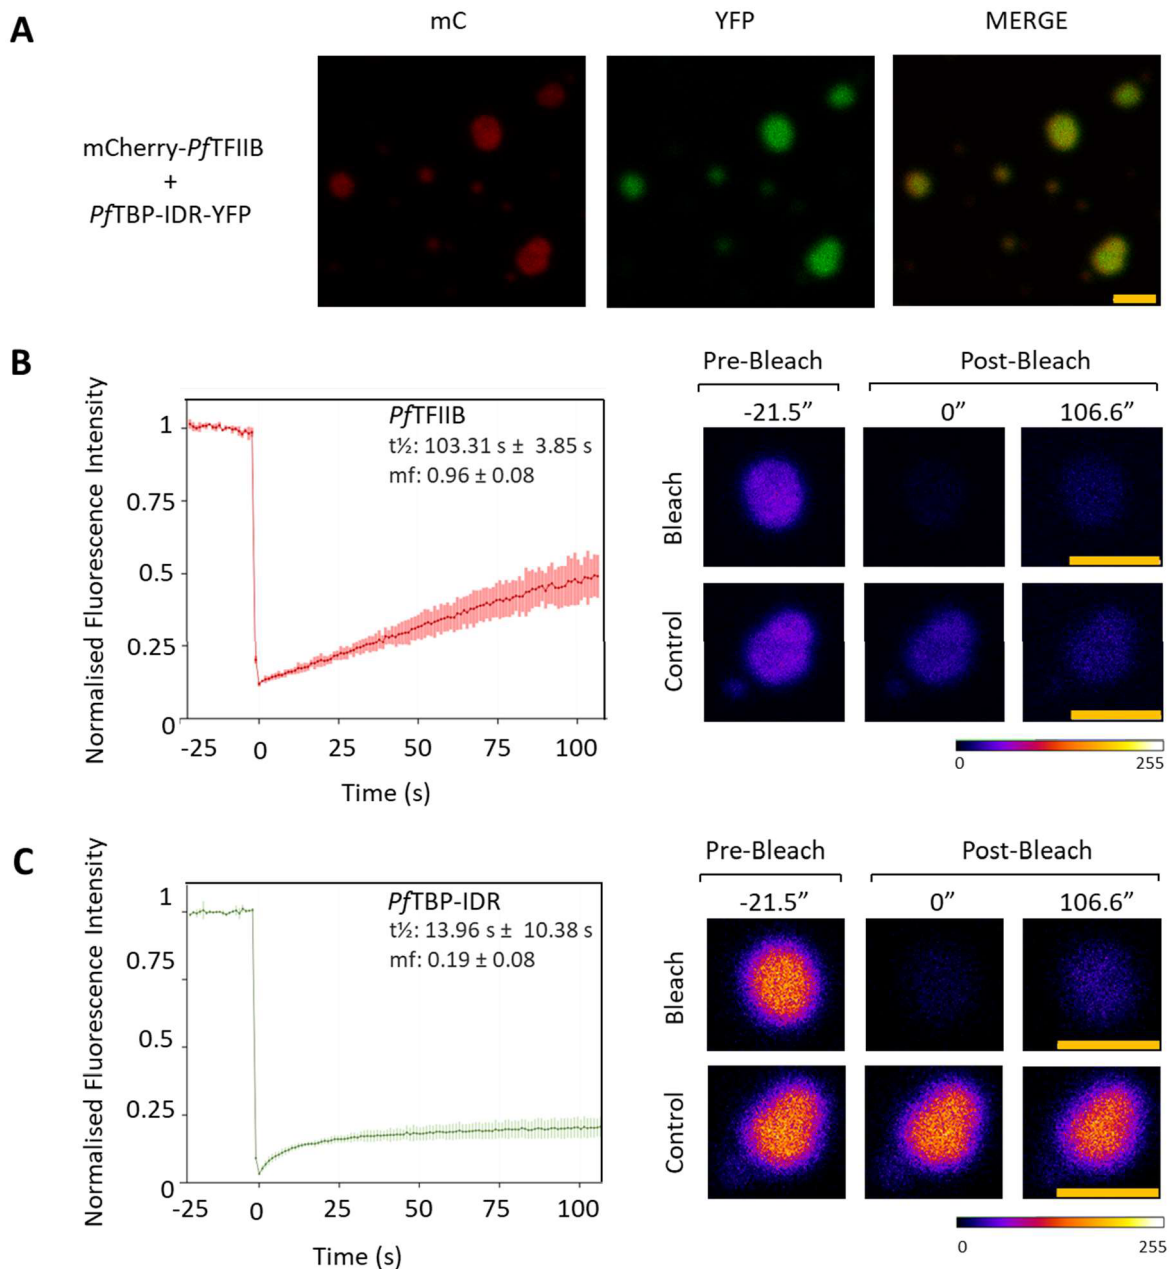 A
mC
YFP
MERGE
mCherry-PfTFIIB
+
PfTBP-IDR-YFP
B
Normalised Fluorescence Intensity
1
0.75
0.5
0.25
0
-25
0
25
50
75
100
Time (s)
PfTFIIB
t½: 103.31 s ± 3.85 s
mf: 0.96 ± 0.08
Pre-Bleach
Post-Bleach
-21.5”
0”
106.6”
Bleach
Control
0
255
C
Normalised Fluorescence Intensity
1
0.75
0.5
0.25
0
-25
0
25
50
75
100
Time (s)
PfTBP-IDR
t½: 13.96 s ± 10.38 s
mf: 0.19 ± 0.08
Pre-Bleach
Post-Bleach
-21.5”
0”
106.6”
Bleach
Control
0
255